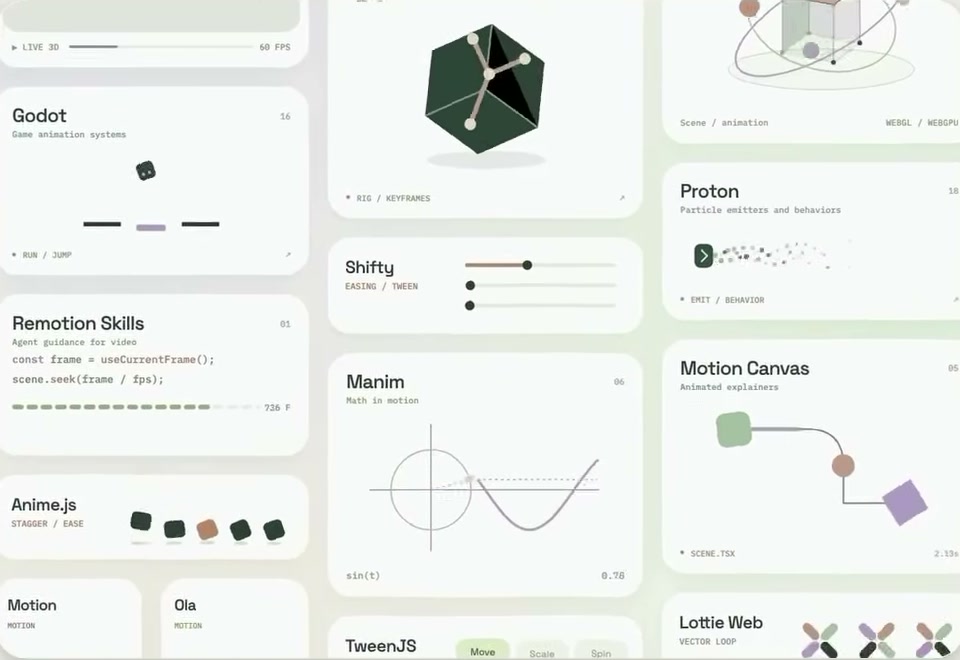 ▶ LIVE 3D 60 FPS
Godot 16
Game animation systems
RUN / JUMP ↗
Remotion Skills 01
Agent guidance for video
const frame = useCurrentFrame();
scene.seek(frame / fps);
736 F
Anime.js
STAGGER / EASE
Motion
MOTION
Ola
MOTION
RIG / KEYFRAMES ↗
Shifty
EASING / TWEEN
Manim 06
Math in motion
sin(t) 0.78
TweenJS
Move Scale Spin
Scene / animation WEBGL / WEBGPU
Proton 18
Particle emitters and behaviors
EMIT / BEHAVIOR ↗
Motion Canvas 05
Animated explainers
SCENE.TSX 2.13s
Lottie Web
VECTOR LOOP